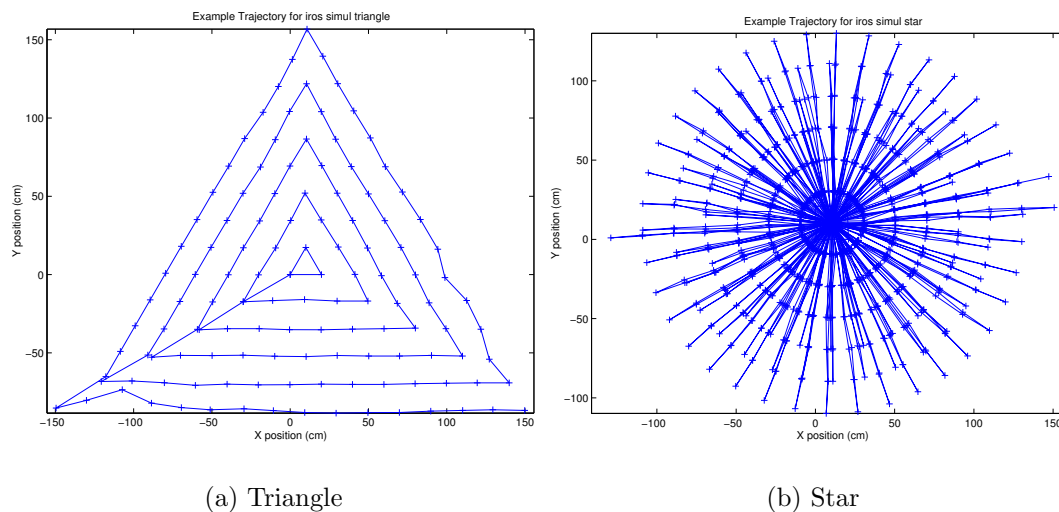 Example Trajectory for iros simul triangle
150
100
50
0
−50
Y position (cm)
−150 −100 −50 0 50 100 150
X position (cm)
(a) Triangle
Example Trajectory for iros simul star
100
50
0
−50
−100
Y position (cm)
−100 −50 0 50 100 150
X position (cm)
(b) Star